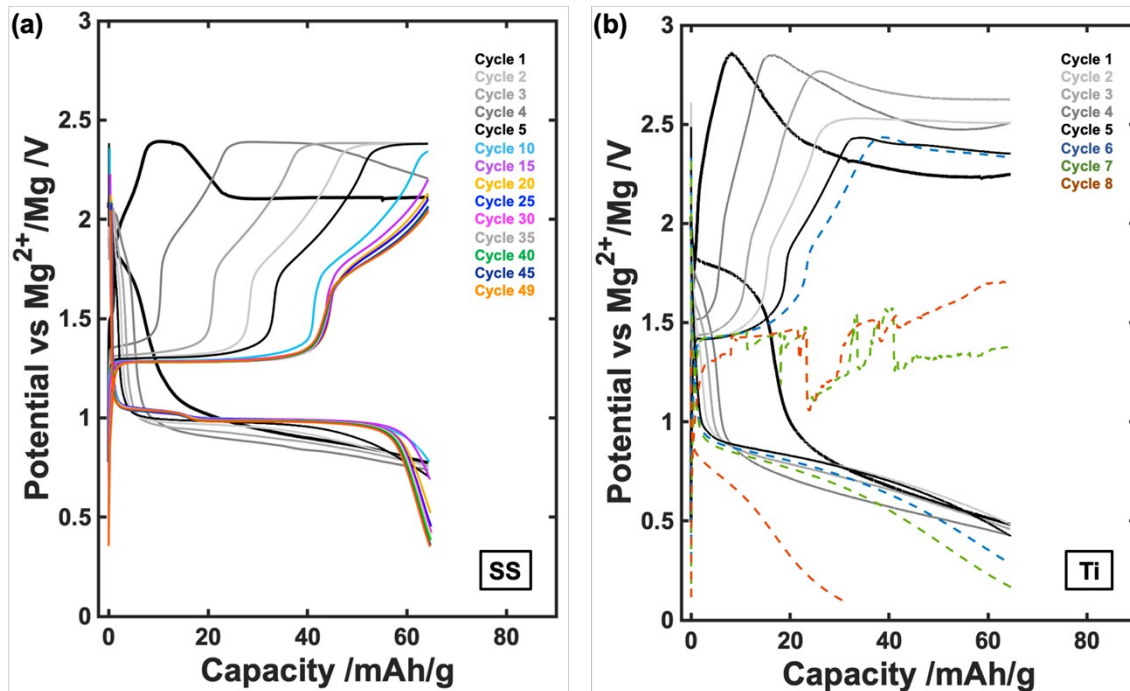 (a)
3
2.5
2
1.5
1
0.5
0
0
20
40
60
80
Potential vs Mg2+/Mg /V
Capacity /mAh/g
Cycle 1
Cycle 2
Cycle 3
Cycle 4
Cycle 5
Cycle 10
Cycle 15
Cycle 20
Cycle 25
Cycle 30
Cycle 35
Cycle 40
Cycle 45
Cycle 49
SS
(b)
3
2.5
2
1.5
1
0.5
0
0
20
40
60
80
Potential vs Mg2+/Mg /V
Capacity /mAh/g
Cycle 1
Cycle 2
Cycle 3
Cycle 4
Cycle 5
Cycle 6
Cycle 7
Cycle 8
Ti